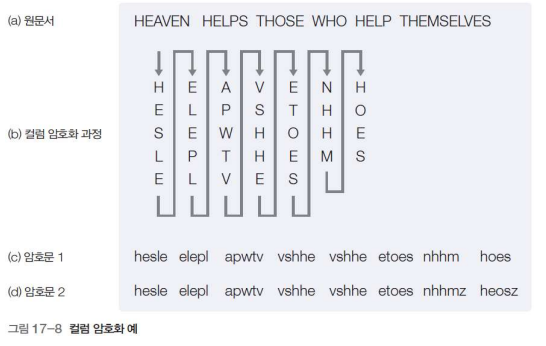 (a) 원문서 HEAVEN HELPS THOSE WHO HELP THEMSELVES
(b) 컬럼 암호화 과정
H E A V E N H
E L P S T H O
S E W H O H E
L P T H E M S
E L V E S
(c) 암호문 1 hesle elepl apwtv vshhe vshhe etoes nhhm hoes
(d) 암호문 2 hesle elepl apwtv vshhe vshhe etoes nhhmz heosz
그림 17-8 컬럼 암호화 예